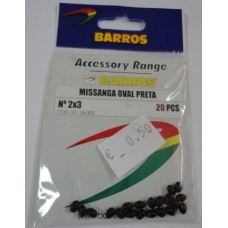 BARROS
Accessory Range
BARROS
MISSANGA OVAL PRETA
Nº 2x3
20 PCS
€ - 0.50